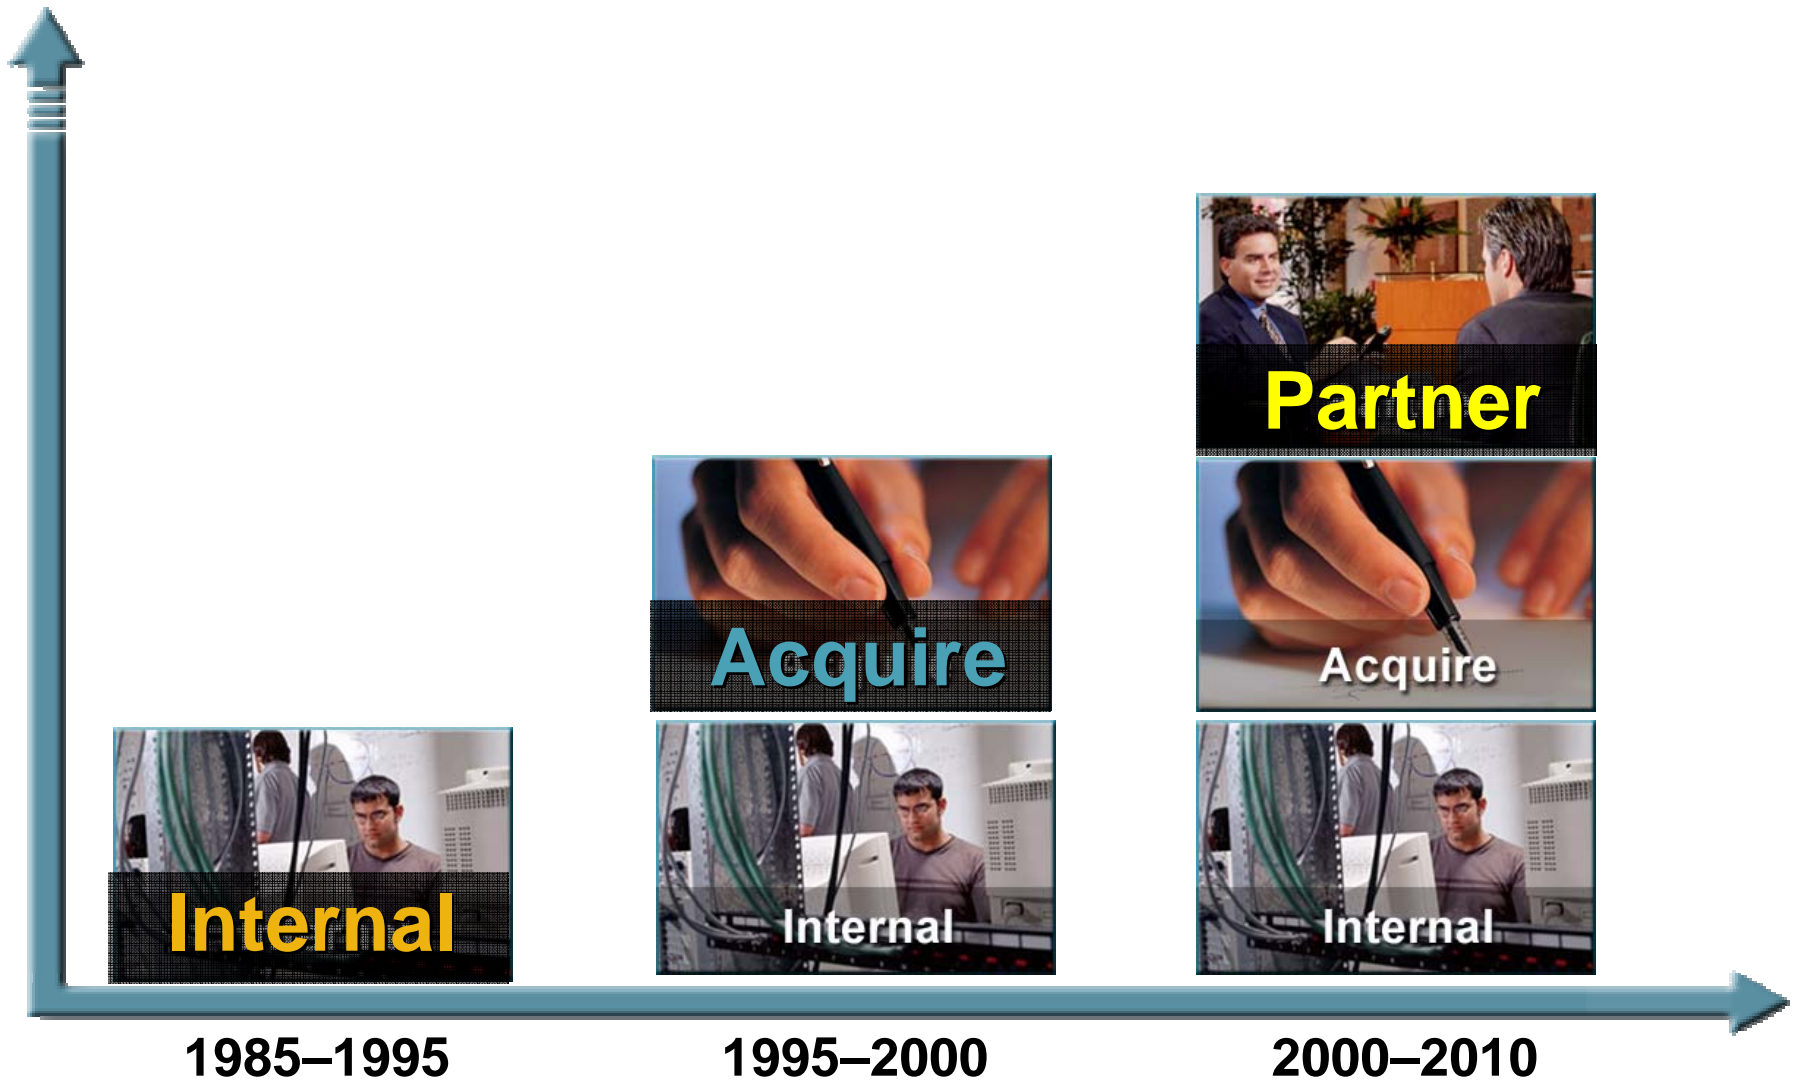 Partner
Acquire
Acquire
Internal
Internal
Internal
1985–1995
1995–2000
2000–2010